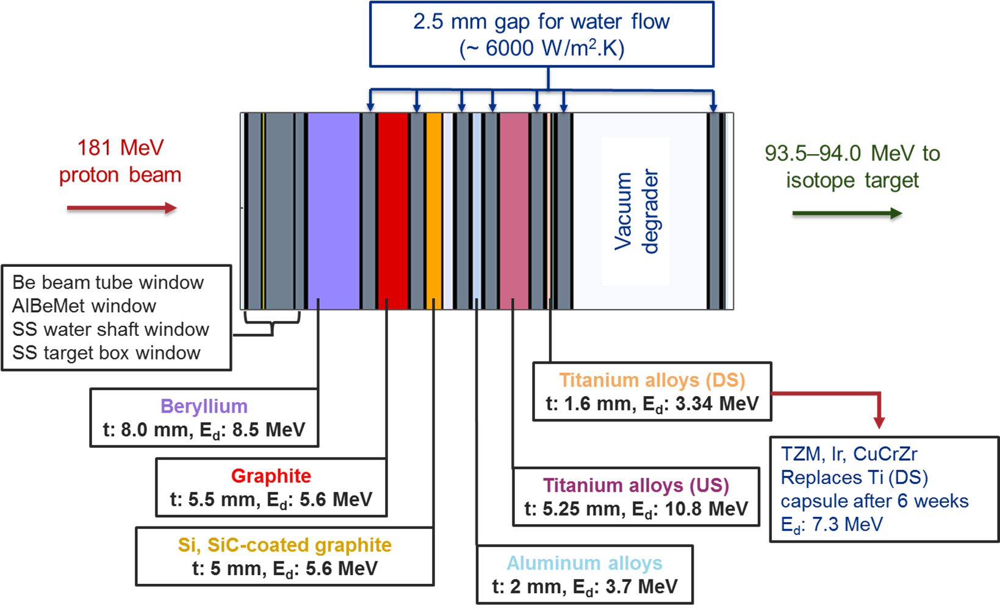 2.5 mm gap for water flow
(~ 6000 W/m².K)
181 MeV
proton beam
93.5–94.0 MeV to
isotope target
Vacuum
degrader
Be beam tube window
AlBeMet window
SS water shaft window
SS target box window
Beryllium
t: 8.0 mm, Ed: 8.5 MeV
Graphite
t: 5.5 mm, Ed: 5.6 MeV
Si, SiC-coated graphite
t: 5 mm, Ed: 5.6 MeV
Titanium alloys (DS)
t: 1.6 mm, Ed: 3.34 MeV
Titanium alloys (US)
t: 5.25 mm, Ed: 10.8 MeV
Aluminum alloys
t: 2 mm, Ed: 3.7 MeV
TZM, Ir, CuCrZr
Replaces Ti (DS)
capsule after 6 weeks
Ed: 7.3 MeV